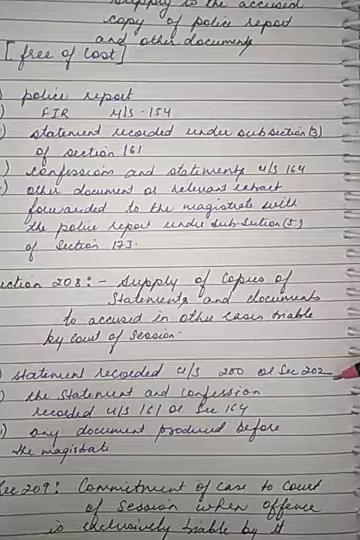 supply to the accused
copy of police report
and other documents
[free of cost]
) police report
) FIR U/S-154
) statement recorded under subsection(3)
of section 161
) confessions and statements u/s 164
) other document or relevant extract
forwarded to the magistrate with
the police report under sub-section(5)
of section 173.
ection 208:- Supply of Copies of
Statements and documents
to accused in other cases triable
by court of Session.
) statement recorded u/s 200 or Sec 202
) the statement and confession
recorded u/s 161 or Sec 164
) any document produced before
the magistrate
Sec 209: Commitment of case to Court
of Session when offence
is exclusively triable by it